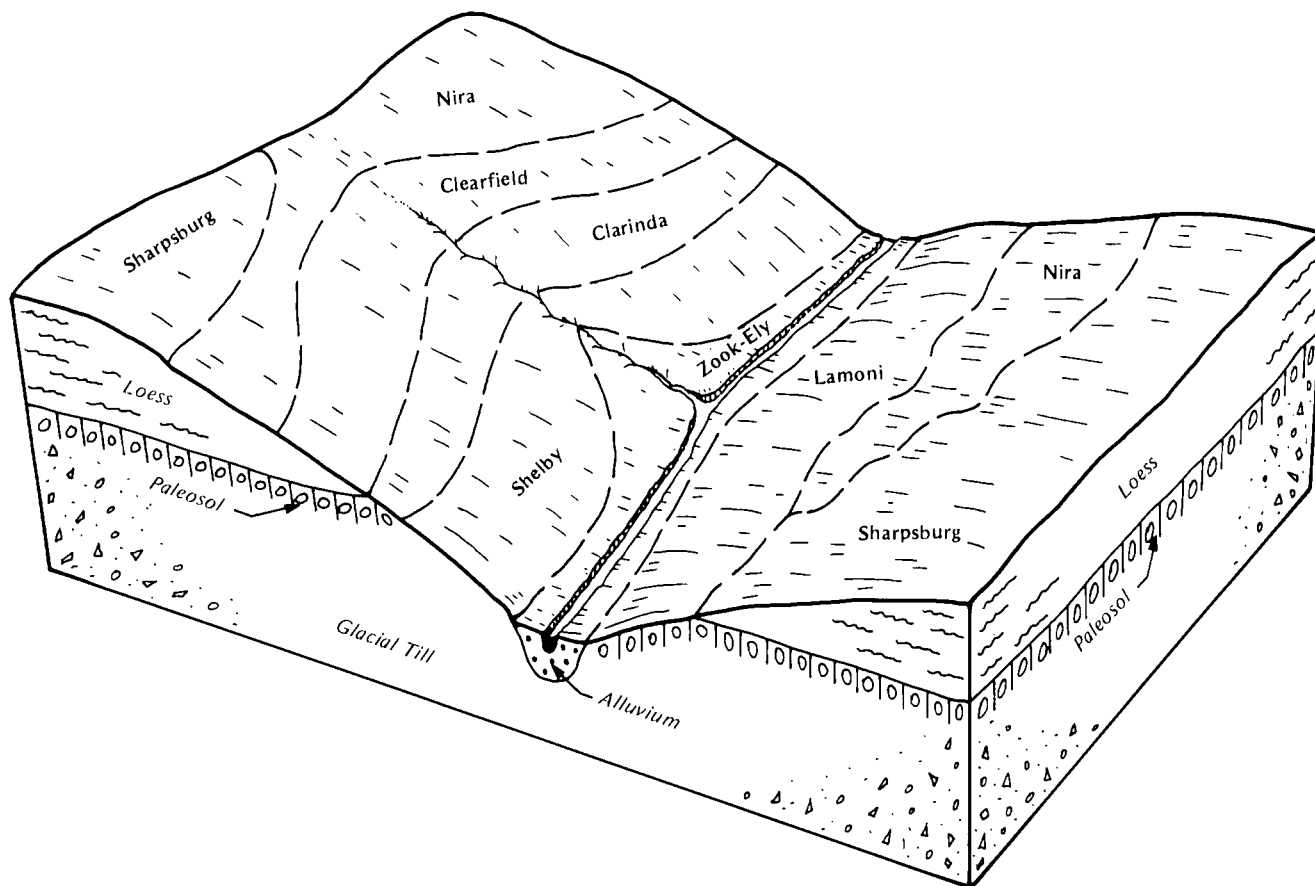 Nira
Clearfield
Sharpsburg
Clarinda
Nira
Zook-Ely
Lamoni
Loess
Shelby
Paleosol
Sharpsburg
Loess
Paleosol
Glacial Till
Alluvium